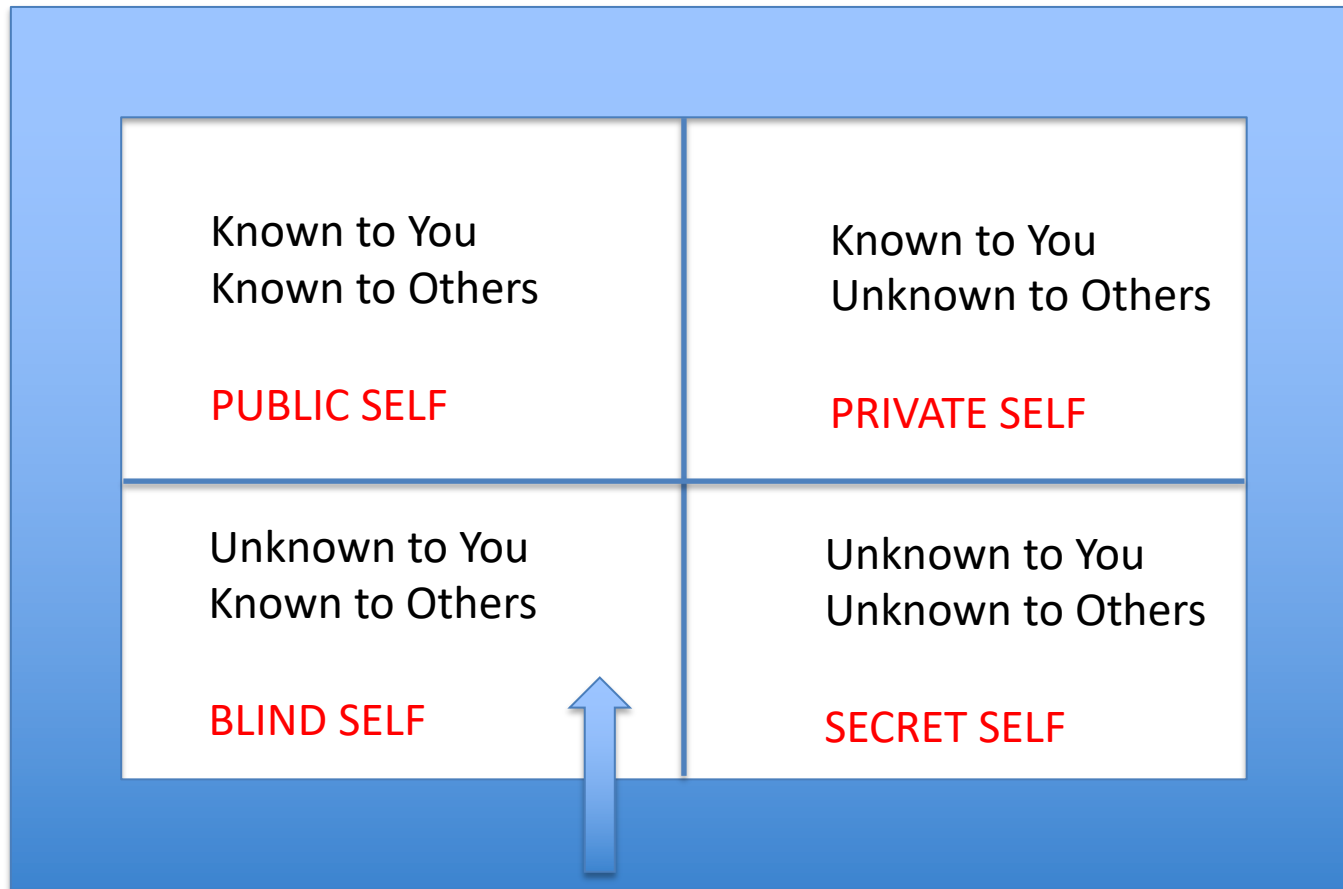 Known to You
Known to Others
PUBLIC SELF
Known to You
Unknown to Others
PRIVATE SELF
Unknown to You
Known to Others
BLIND SELF
Unknown to You
Unknown to Others
SECRET SELF